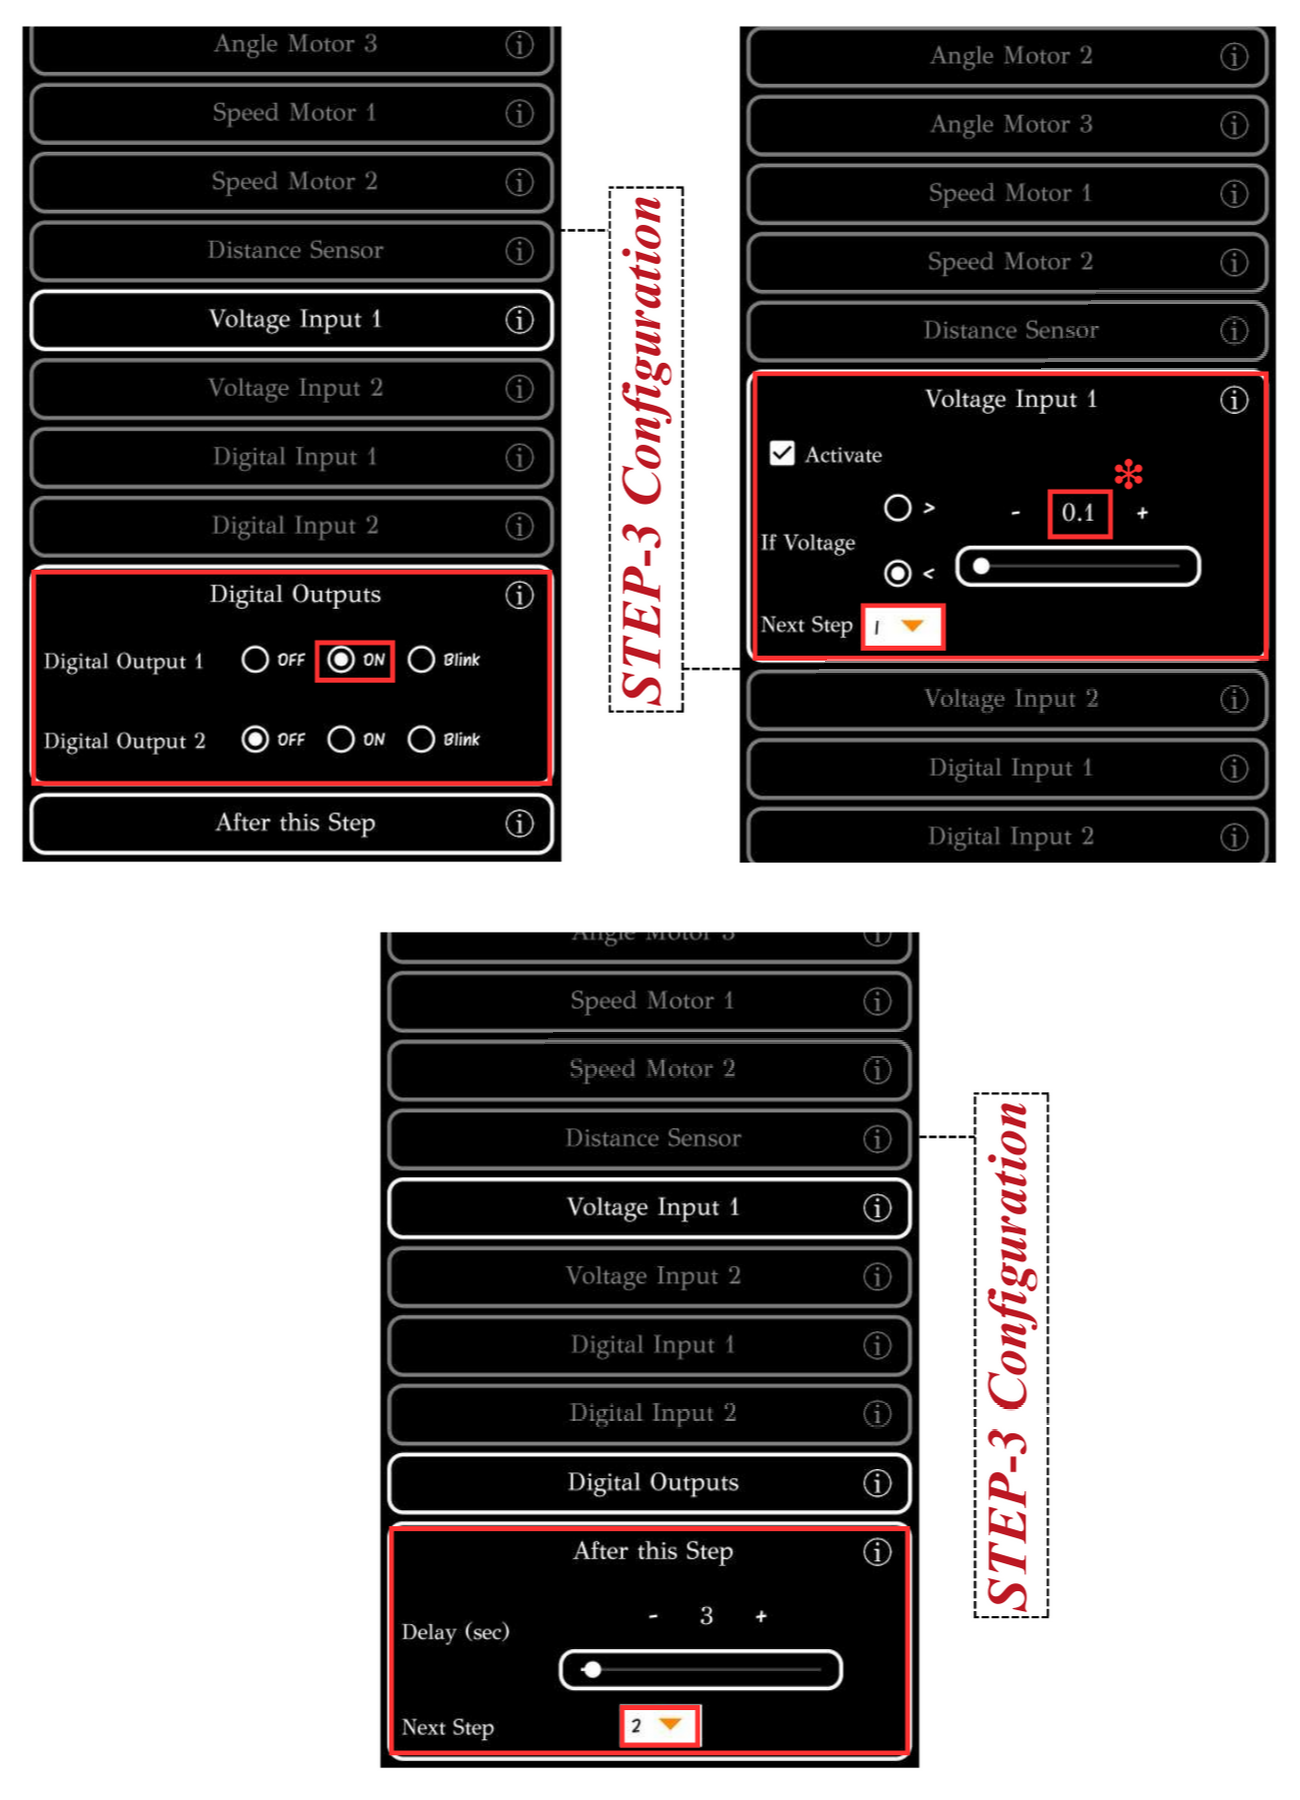 Angle Motor 3
Speed Motor 1
Speed Motor 2
Distance Sensor
Voltage Input 1
Voltage Input 2
Digital Input 1
Digital Input 2
Digital Outputs
Digital Output 1 OFF ON Blink
Digital Output 2 OFF ON Blink
After this Step
STEP-3 Configuration
Angle Motor 2
Angle Motor 3
Speed Motor 1
Speed Motor 2
Distance Sensor
Voltage Input 1
Activate
If Voltage
> - 0.1 +
<
Next Step 1
Voltage Input 2
Digital Input 1
Digital Input 2
Angle Motor 3
Speed Motor 1
Speed Motor 2
Distance Sensor
Voltage Input 1
Voltage Input 2
Digital Input 1
Digital Input 2
Digital Outputs
After this Step
Delay (sec) - 3 +
Next Step 2
STEP-3 Configuration